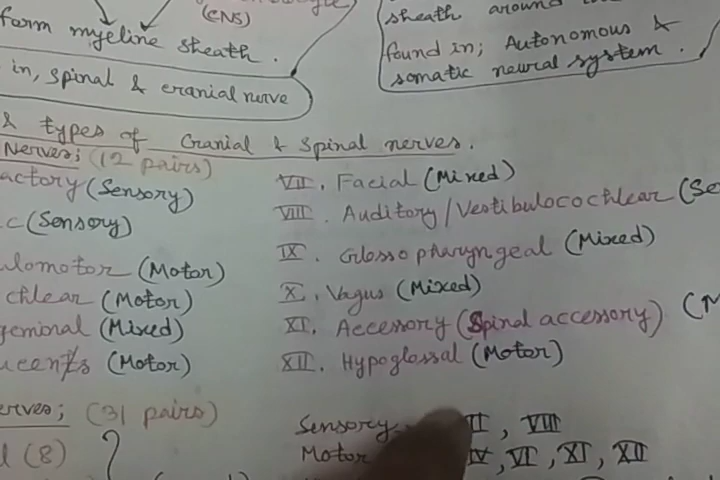 (CNS)
form myeline sheath.
in, spinal & cranial nerve
sheath around
found in; Autonomous &
somatic neural system.
& types of Cranial & Spinal nerves.
Nerves; (12 pairs)
actory (Sensory)
c (Sensory)
ulomotor (Motor)
chlear (Motor)
geminal (Mixed)
ucents (Motor)
VII. Facial (Mixed)
VIII. Auditory/Vestibulocochlear (Se
IX. Glossopharyngeal (Mixed)
X. Vagus (Mixed)
XI. Accessory (Spinal accessory) (M
XII. Hypoglossal (Motor)
erves; (31 pairs)
l (8)
Sensory II, VIII
Motor IV, VI, XI, XII